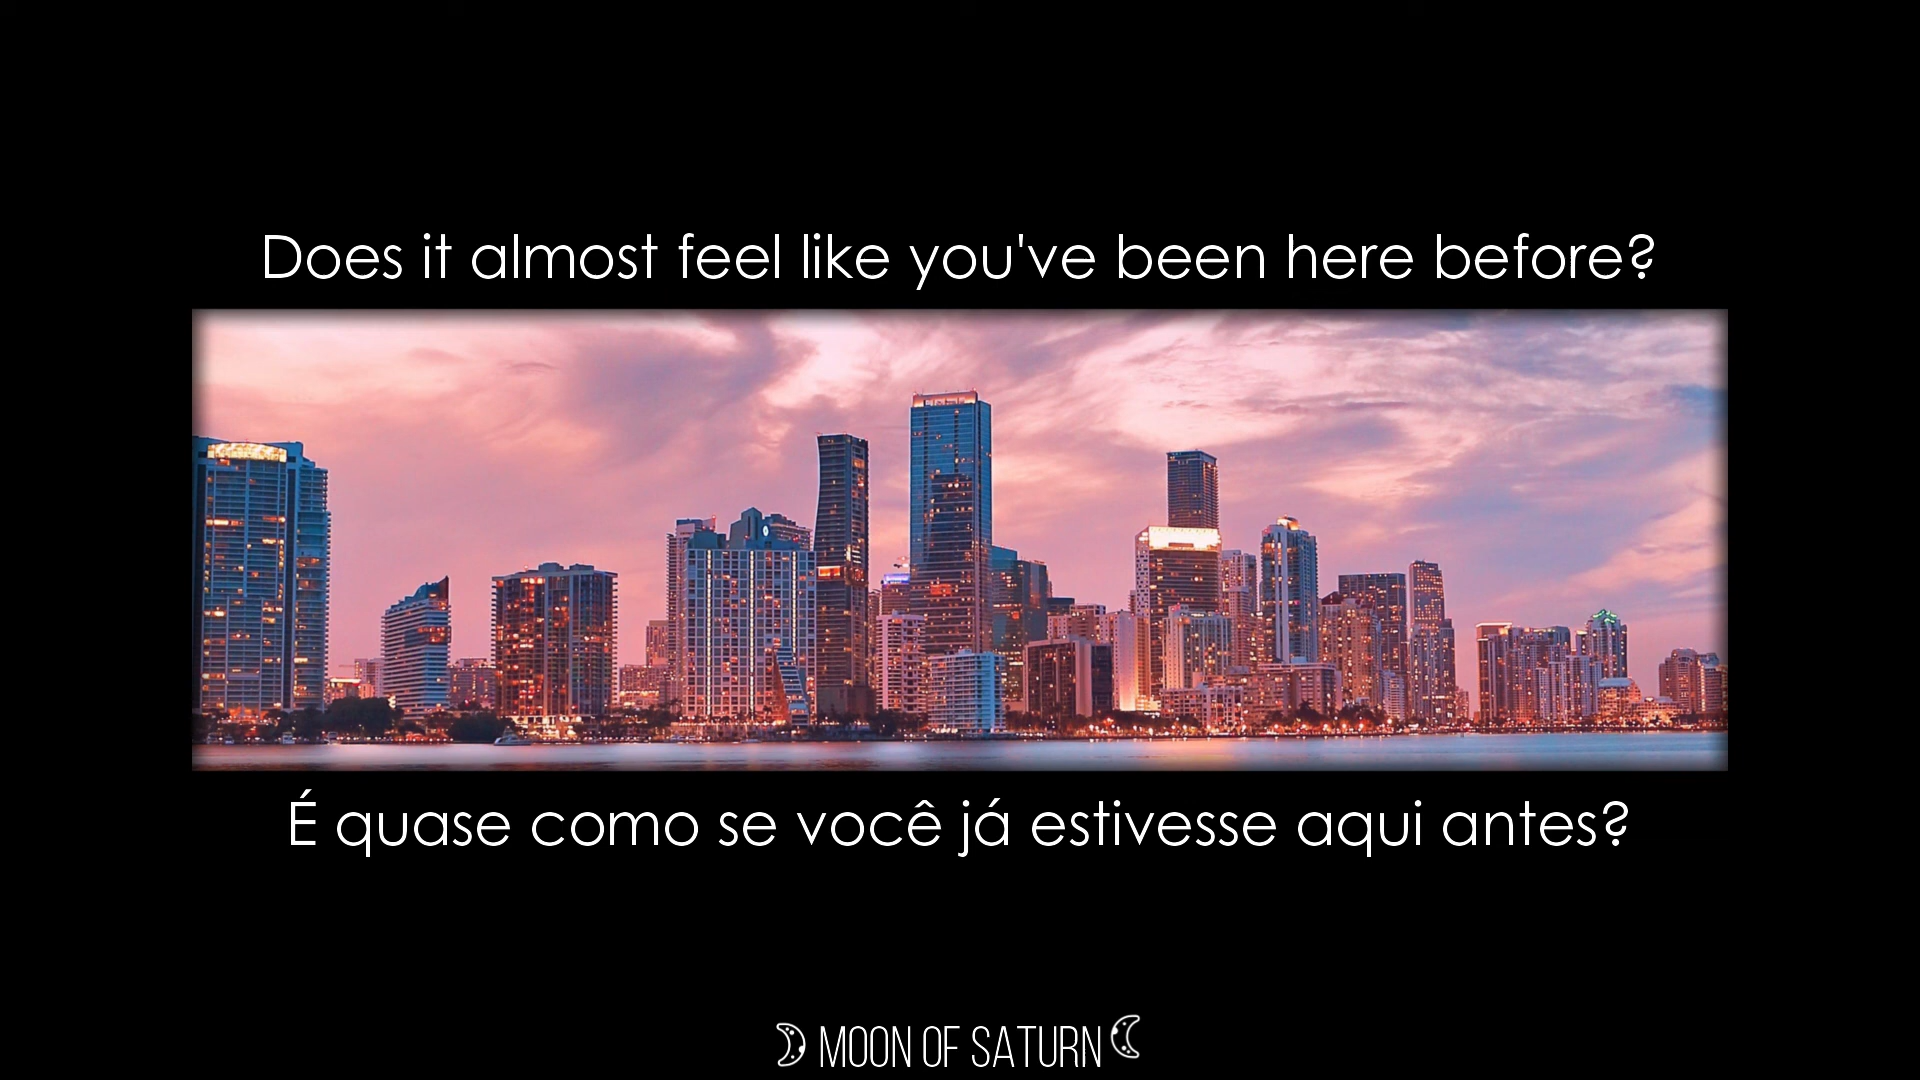 Does it almost feel like you've been here before?
É quase como se você já estivesse aqui antes?
MOON OF SATURN